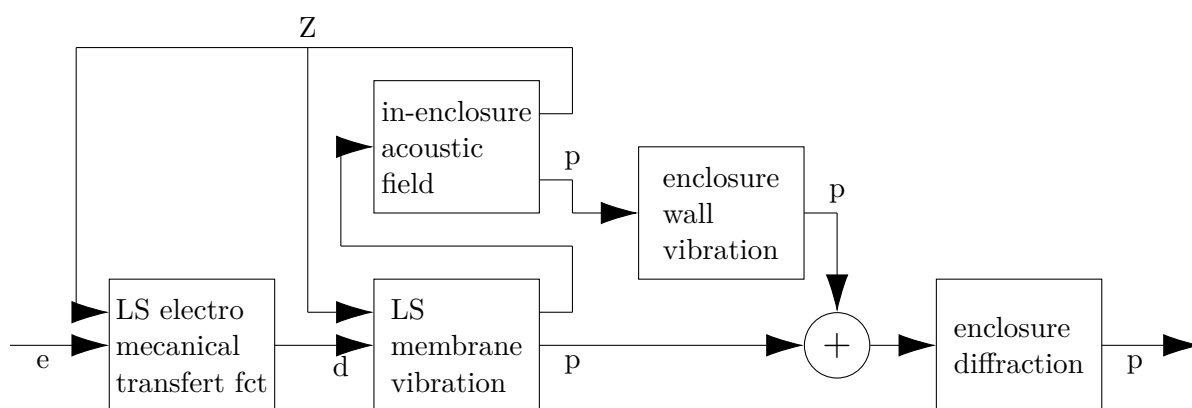 Z
in-enclosure
acoustic
field
p
enclosure
wall
vibration
p
LS electro
mecanical
transfert fct
e
d
LS
membrane
vibration
p
+
enclosure
diffraction
p